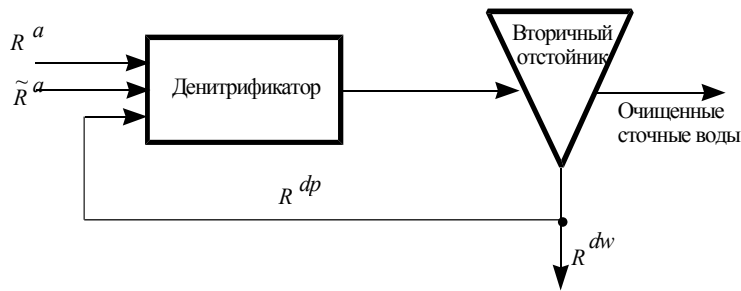 R a
R̃ a
Денитрификатор
Вторичный
отстойник
Очищенные
сточные воды
R dp
R dw